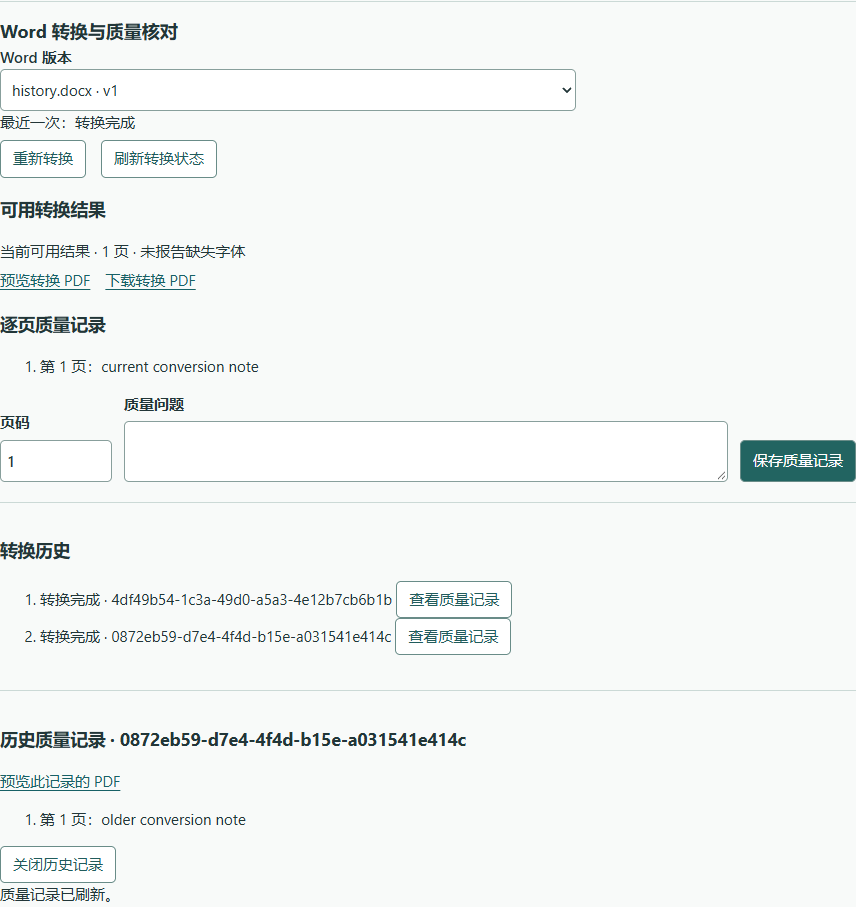 Word 转换与质量核对
Word 版本
history.docx · v1
最近一次：转换完成
重新转换 刷新转换状态
可用转换结果
当前可用结果 · 1 页 · 未报告缺失字体
预览转换 PDF 下载转换 PDF
逐页质量记录
1. 第 1 页：current conversion note
页码 质量问题
1 保存质量记录
转换历史
1. 转换完成 · 4df49b54-1c3a-49d0-a5a3-4e12b7cb6b1b 查看质量记录
2. 转换完成 · 0872eb59-d7e4-4f4d-b15e-a031541e414c 查看质量记录
历史质量记录 · 0872eb59-d7e4-4f4d-b15e-a031541e414c
预览此记录的 PDF
1. 第 1 页：older conversion note
关闭历史记录
质量记录已刷新。